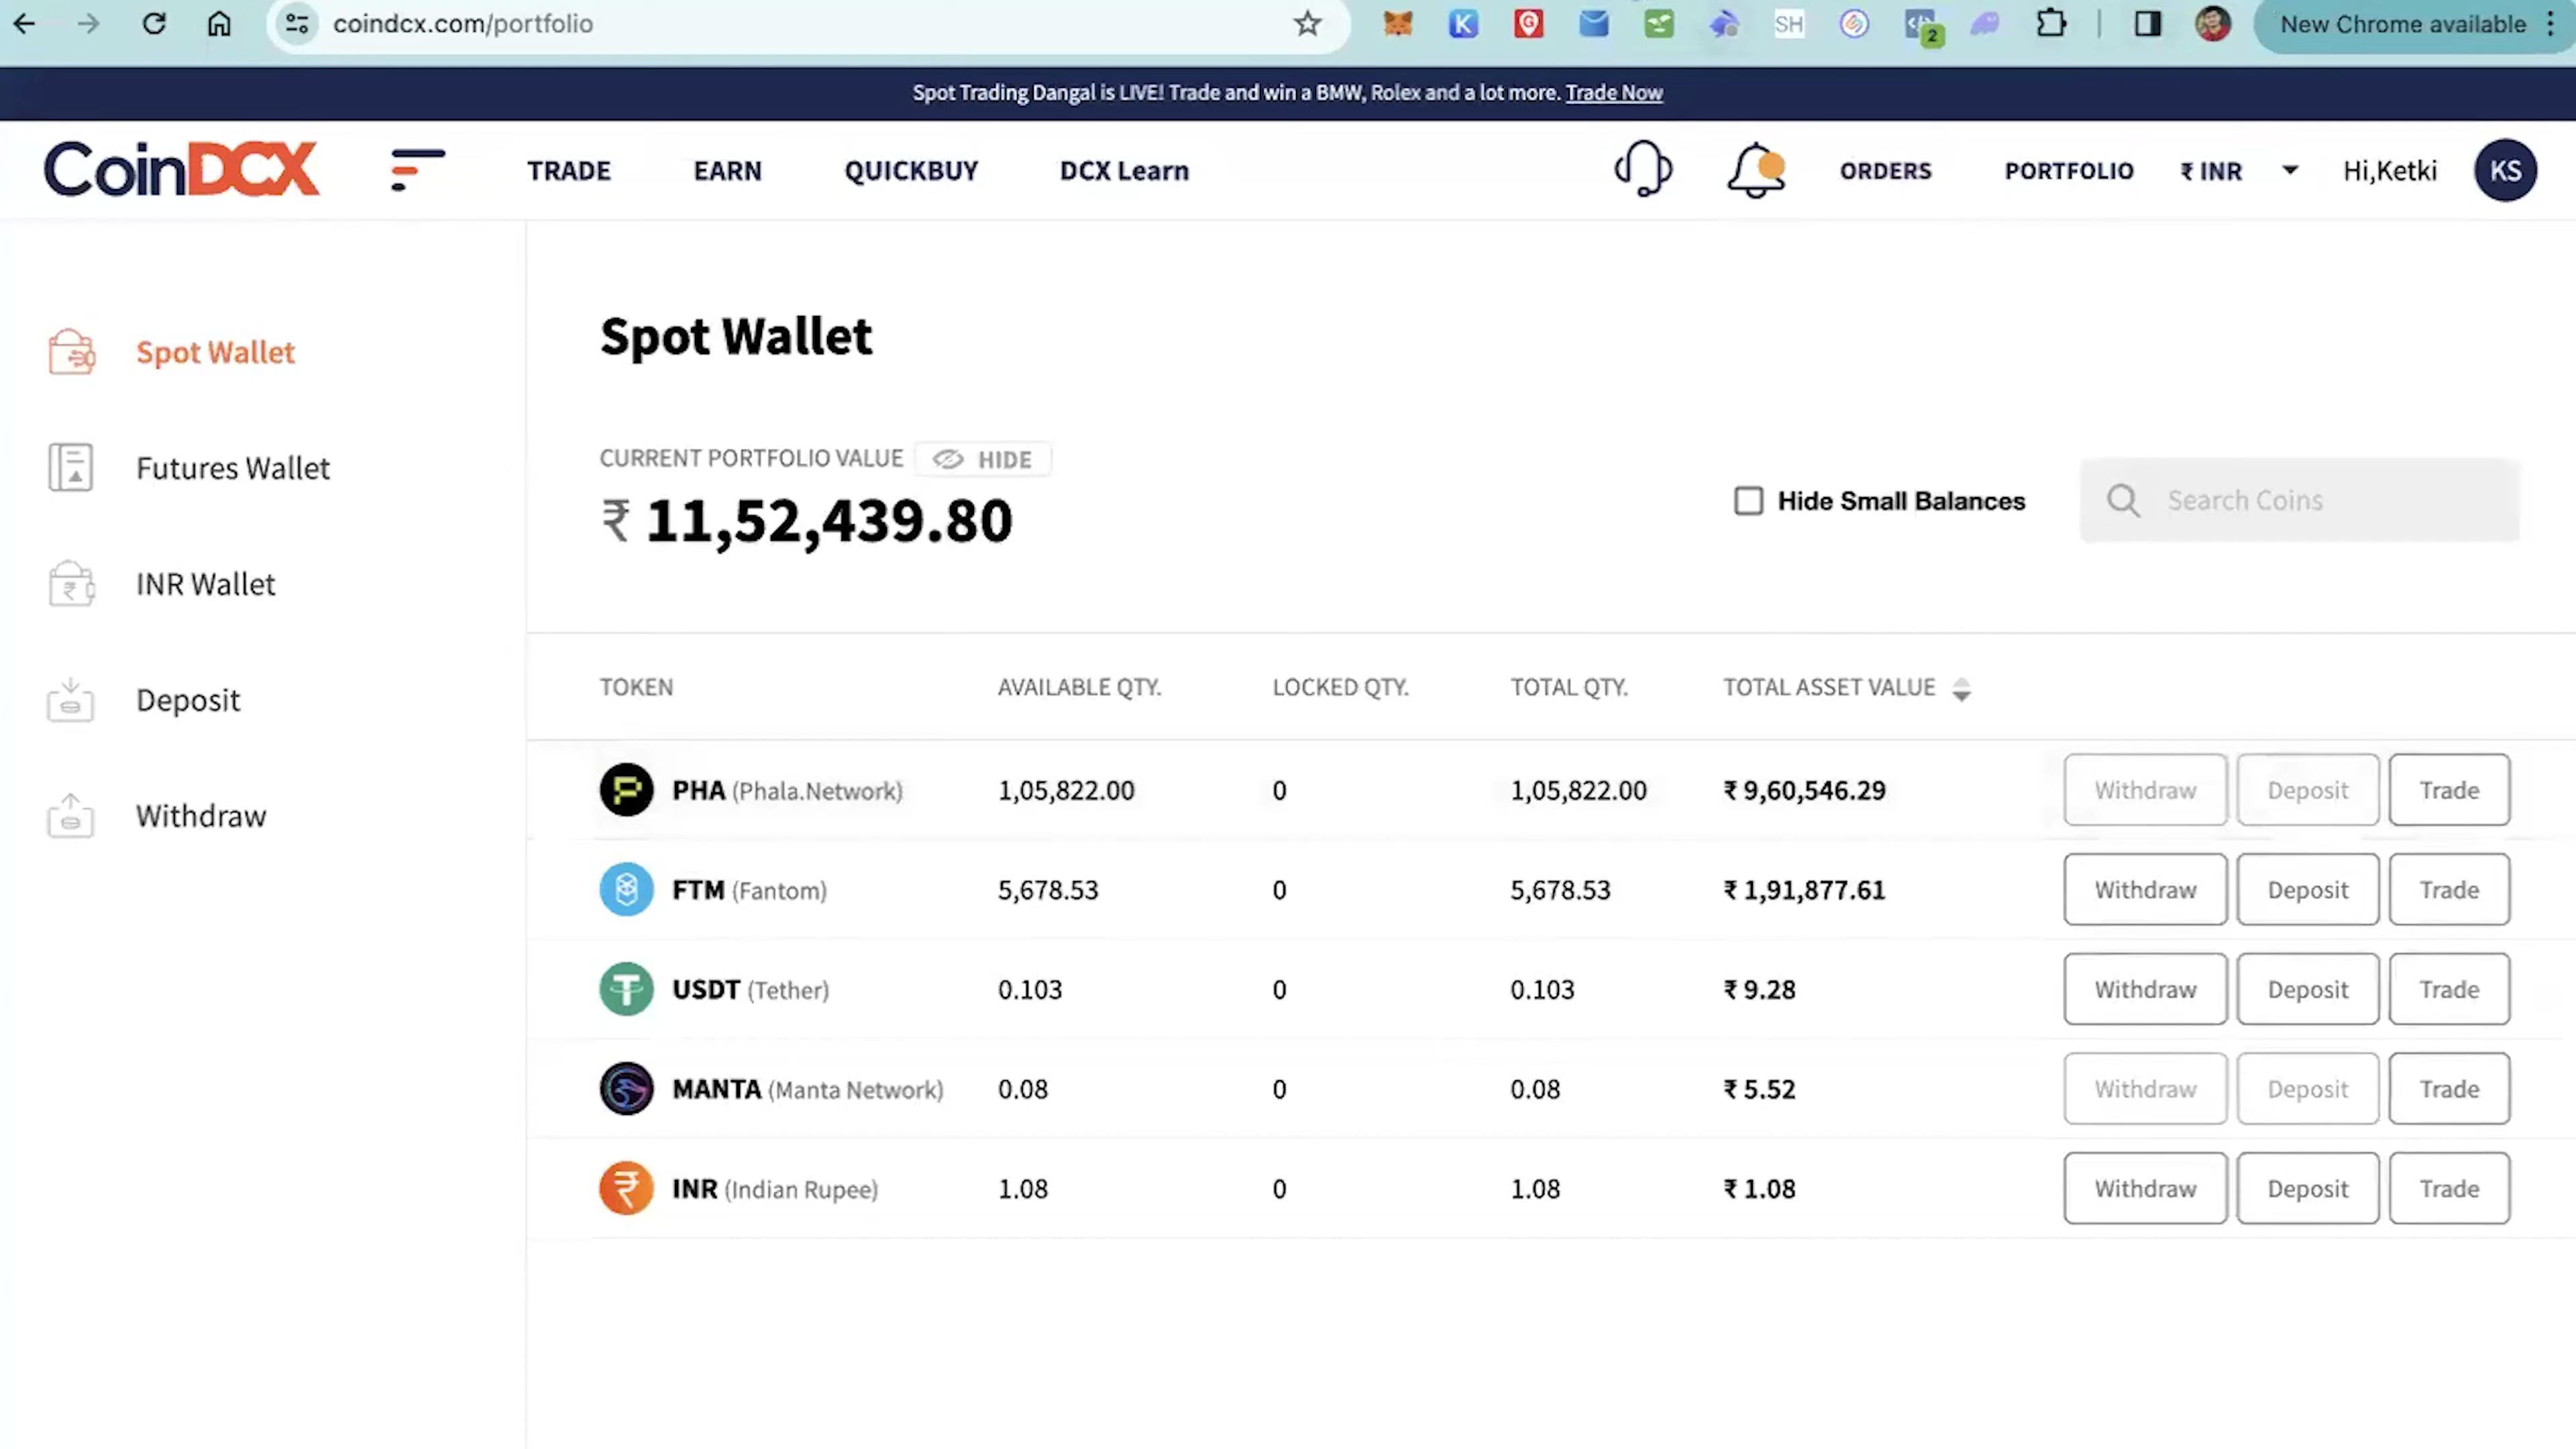 coindcx.com/portfolio
SH
2
New Chrome available
Spot Trading Dangal is LIVE! Trade and win a BMW, Rolex and a lot more. Trade Now
CoinDCX TRADE EARN QUICKBUY DCX Learn ORDERS PORTFOLIO ₹ INR Hi,Ketki KS
Spot Wallet
Futures Wallet
INR Wallet
Deposit
Withdraw
Spot Wallet
CURRENT PORTFOLIO VALUE HIDE
₹ 11,52,439.80
Hide Small Balances
Search Coins
TOKEN AVAILABLE QTY. LOCKED QTY. TOTAL QTY. TOTAL ASSET VALUE
PHA (Phala.Network) 1,05,822.00 0 1,05,822.00 ₹ 9,60,546.29 Withdraw Deposit Trade
FTM (Fantom) 5,678.53 0 5,678.53 ₹ 1,91,877.61 Withdraw Deposit Trade
USDT (Tether) 0.103 0 0.103 ₹ 9.28 Withdraw Deposit Trade
MANTA (Manta Network) 0.08 0 0.08 ₹ 5.52 Withdraw Deposit Trade
INR (Indian Rupee) 1.08 0 1.08 ₹ 1.08 Withdraw Deposit Trade